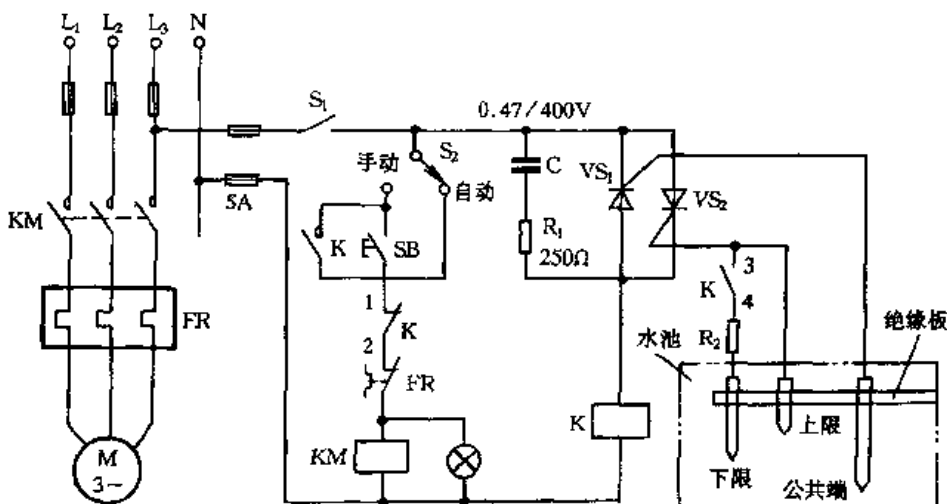 L₁ L₂ L₃ N
S₁
0.47/400V
手动
S₂
自动
C
VS₁
VS₂
5A
KM
K
SB
R₁
250Ω
1
K
2
FR
FR
3
K
4
R₂
绝缘板
水池
KM
K
上限
下限
公共端
M
3~